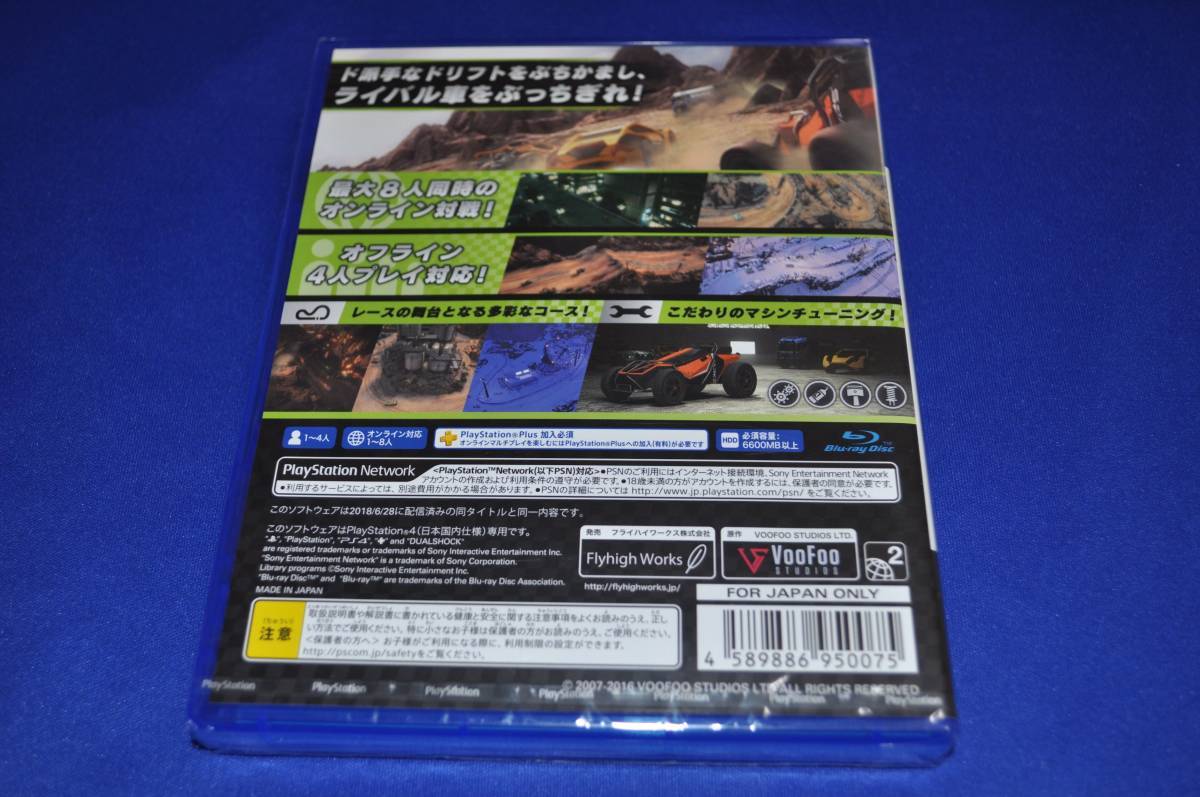 ド派手なドリフトをぶちかまし、
ライバル車をぶっちぎれ!
最大8人同時の
オンライン対戦!
オフライン
4人プレイ対応!
レースの舞台となる多彩なコース!
こだわりのマシンチューニング!
1〜4人
オンライン対応
1〜8人
PlayStation®Plus 加入必須
オンラインマルチプレイを楽しむにはPlayStation®Plusへの加入(有料)が必要です
HDD
必須容量:
6600MB以上
Blu-ray Disc™
PlayStation Network
<PlayStation™Network(以下PSN)対応>●PSNのご利用にはインターネット接続環境、Sony Entertainment Network
アカウントの作成および利用条件の遵守が必要です。●18歳未満の方がアカウントを作成するには、保護者の同意が必要です。
●利用するサービスによっては、別途費用がかかる場合があります。●PSNの詳細については http://www.jp.playstation.com/psn/ をご覧ください。
このソフトウェアは2018/6/28に配信済みの同タイトルと同一内容です。
このソフトウェアはPlayStation®4(日本国内仕様)専用です。
"PlayStation", "PS4", and "DUALSHOCK"
are registered trademarks or trademarks of Sony Interactive Entertainment Inc.
"Sony Entertainment Network" is a trademark of Sony Corporation.
Library programs ©Sony Interactive Entertainment Inc.
"Blu-ray Disc™" and "Blu-ray™" are trademarks of the Blu-ray Disc Association.
MADE IN JAPAN
発売 フライハイワークス株式会社
Flyhigh Works
http://flyhighworks.jp/
原作 VOOFOO STUDIOS LTD.
VooFoo
STUDIOS
2
FOR JAPAN ONLY
注意
取扱説明書や解説書に書かれている健康と安全に関する注意事項をよくお読みのうえ、正し
い方法でご使用ください。特に小さなお子様は保護者の方がお読みのうえ、ご使用ください。
<保護者の方へ> お子様がご利用になる際に、利用制限の設定ができます。
http://pscom.jp/safetyをご覧ください。
4 589886 950075
© 2007-2016 VOOFOO STUDIOS LTD ALL RIGHTS RESERVED
PlayStation PlayStation PlayStation PlayStation PlayStation PlayStation PlayStation